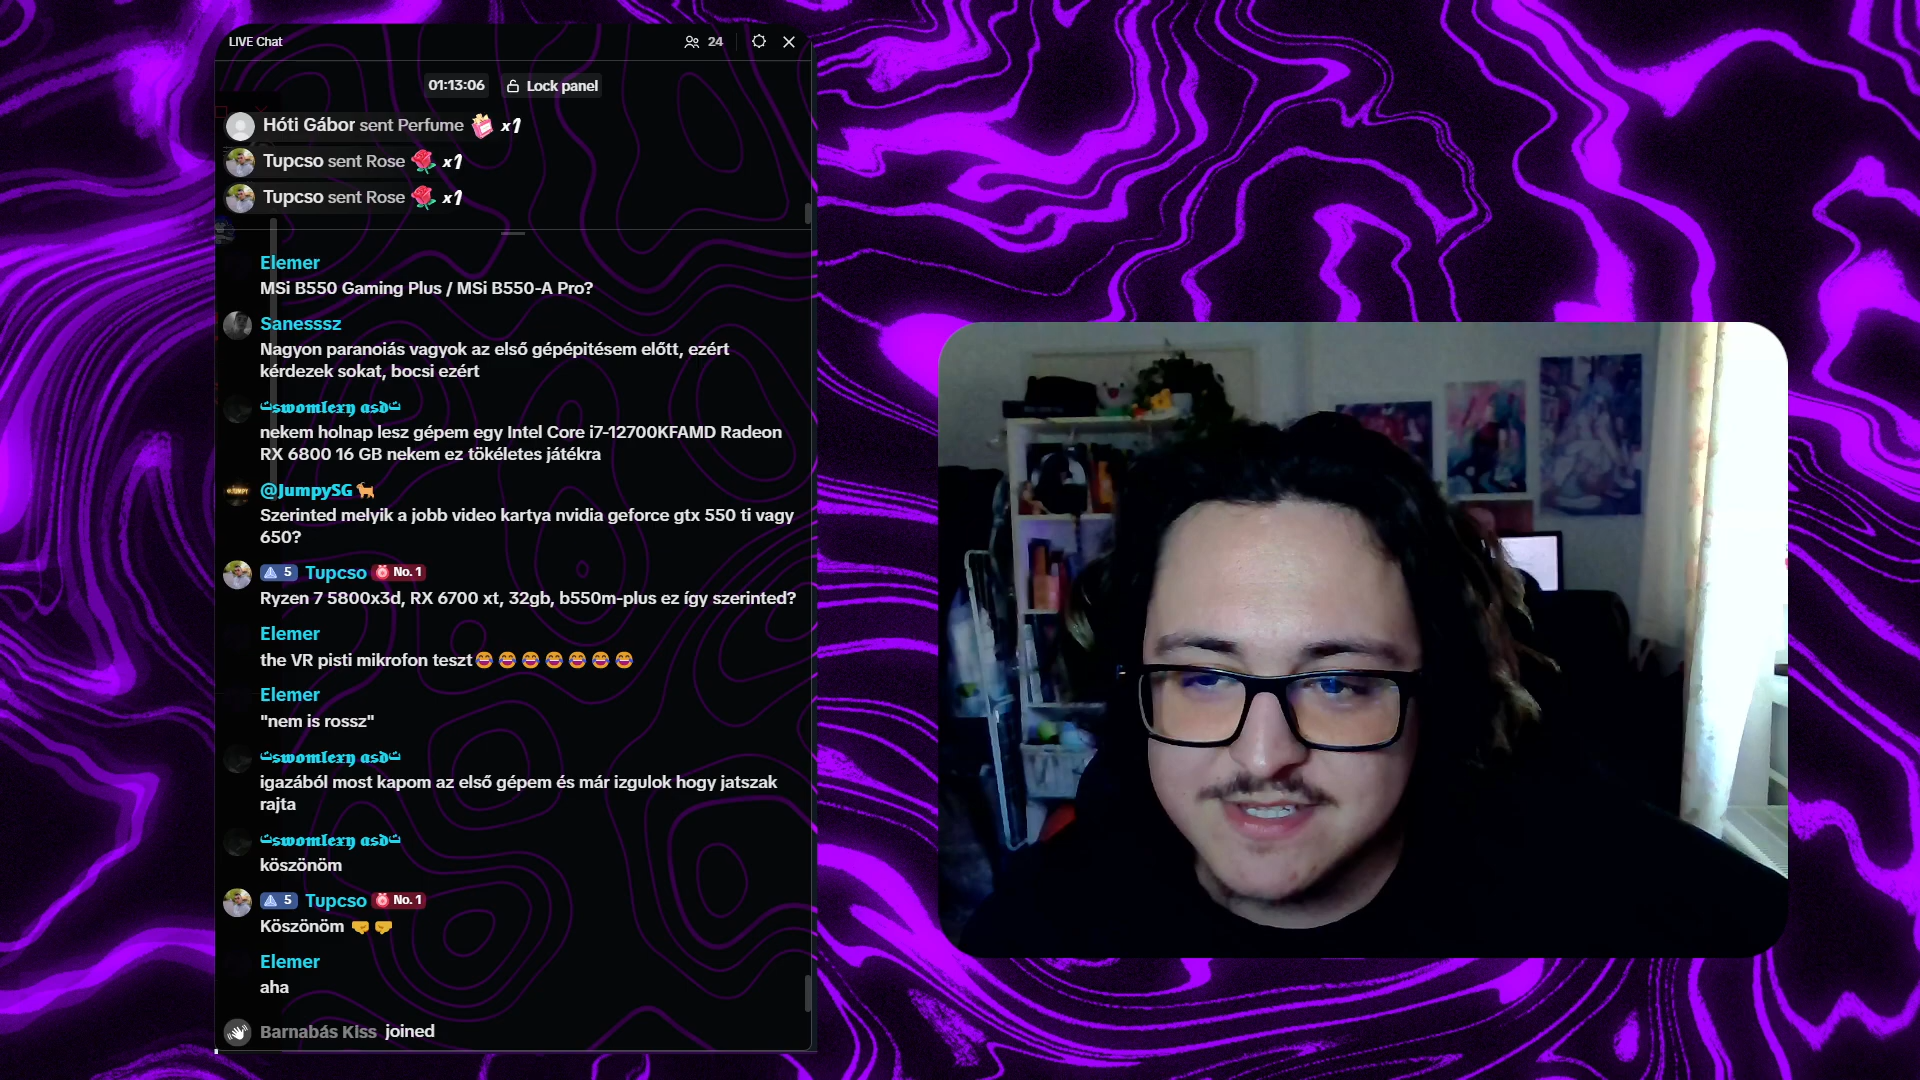 LIVE Chat
24
01:13:06
Lock panel
Hóti Gábor sent Perfume x1
Tupcso sent Rose x1
Tupcso sent Rose x1
Elemer
MSi B550 Gaming Plus / MSi B550-A Pro?
Sanesssz
Nagyon paranoiás vagyok az első gépépitésem előtt, ezért
kérdezek sokat, bocsi ezért
swomlexy asd
nekem holnap lesz gépem egy Intel Core i7-12700KFAMD Radeon
RX 6800 16 GB nekem ez tökéletes játékra
@JumpySG
Szerinted melyik a jobb video kartya nvidia geforce gtx 550 ti vagy
650?
5 Tupcso No. 1
Ryzen 7 5800x3d, RX 6700 xt, 32gb, b550m-plus ez így szerinted?
Elemer
the VR pisti mikrofon teszt😂😂😂😂😂😂😂
Elemer
"nem is rossz"
swomlexy asd
igazából most kapom az első gépem és már izgulok hogy jatszak
rajta
swomlexy asd
köszönöm
5 Tupcso No. 1
Köszönöm 🤜🤛
Elemer
aha
Barnabás Kiss joined